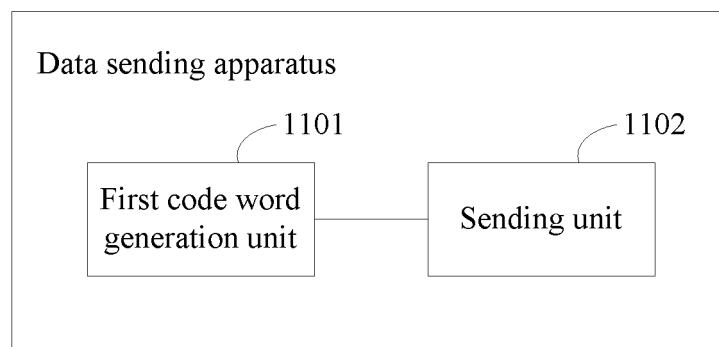 Data sending apparatus
1101
1102
First code word
generation unit
Sending unit